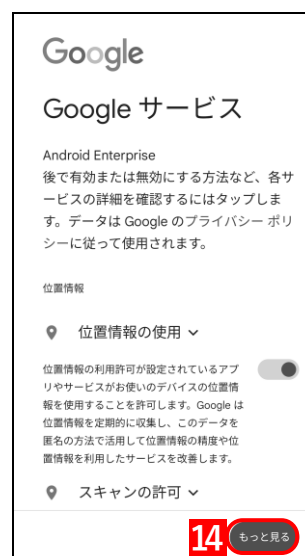 Google
Google サービス
Android Enterprise
後で有効または無効にする方法など、各サ
ービスの詳細を確認するにはタップしま
す。データは Google のプライバシー ポリ
シーに従って使用されます。
位置情報
位置情報の使用
位置情報の利用許可が設定されているアプ
リやサービスがお使いのデバイスの位置情
報を使用することを許可します。Google は
位置情報を定期的に収集し、このデータを
匿名の方法で活用して位置情報の精度や位
置情報を利用したサービスを改善します。
スキャンの許可
14 もっと見る